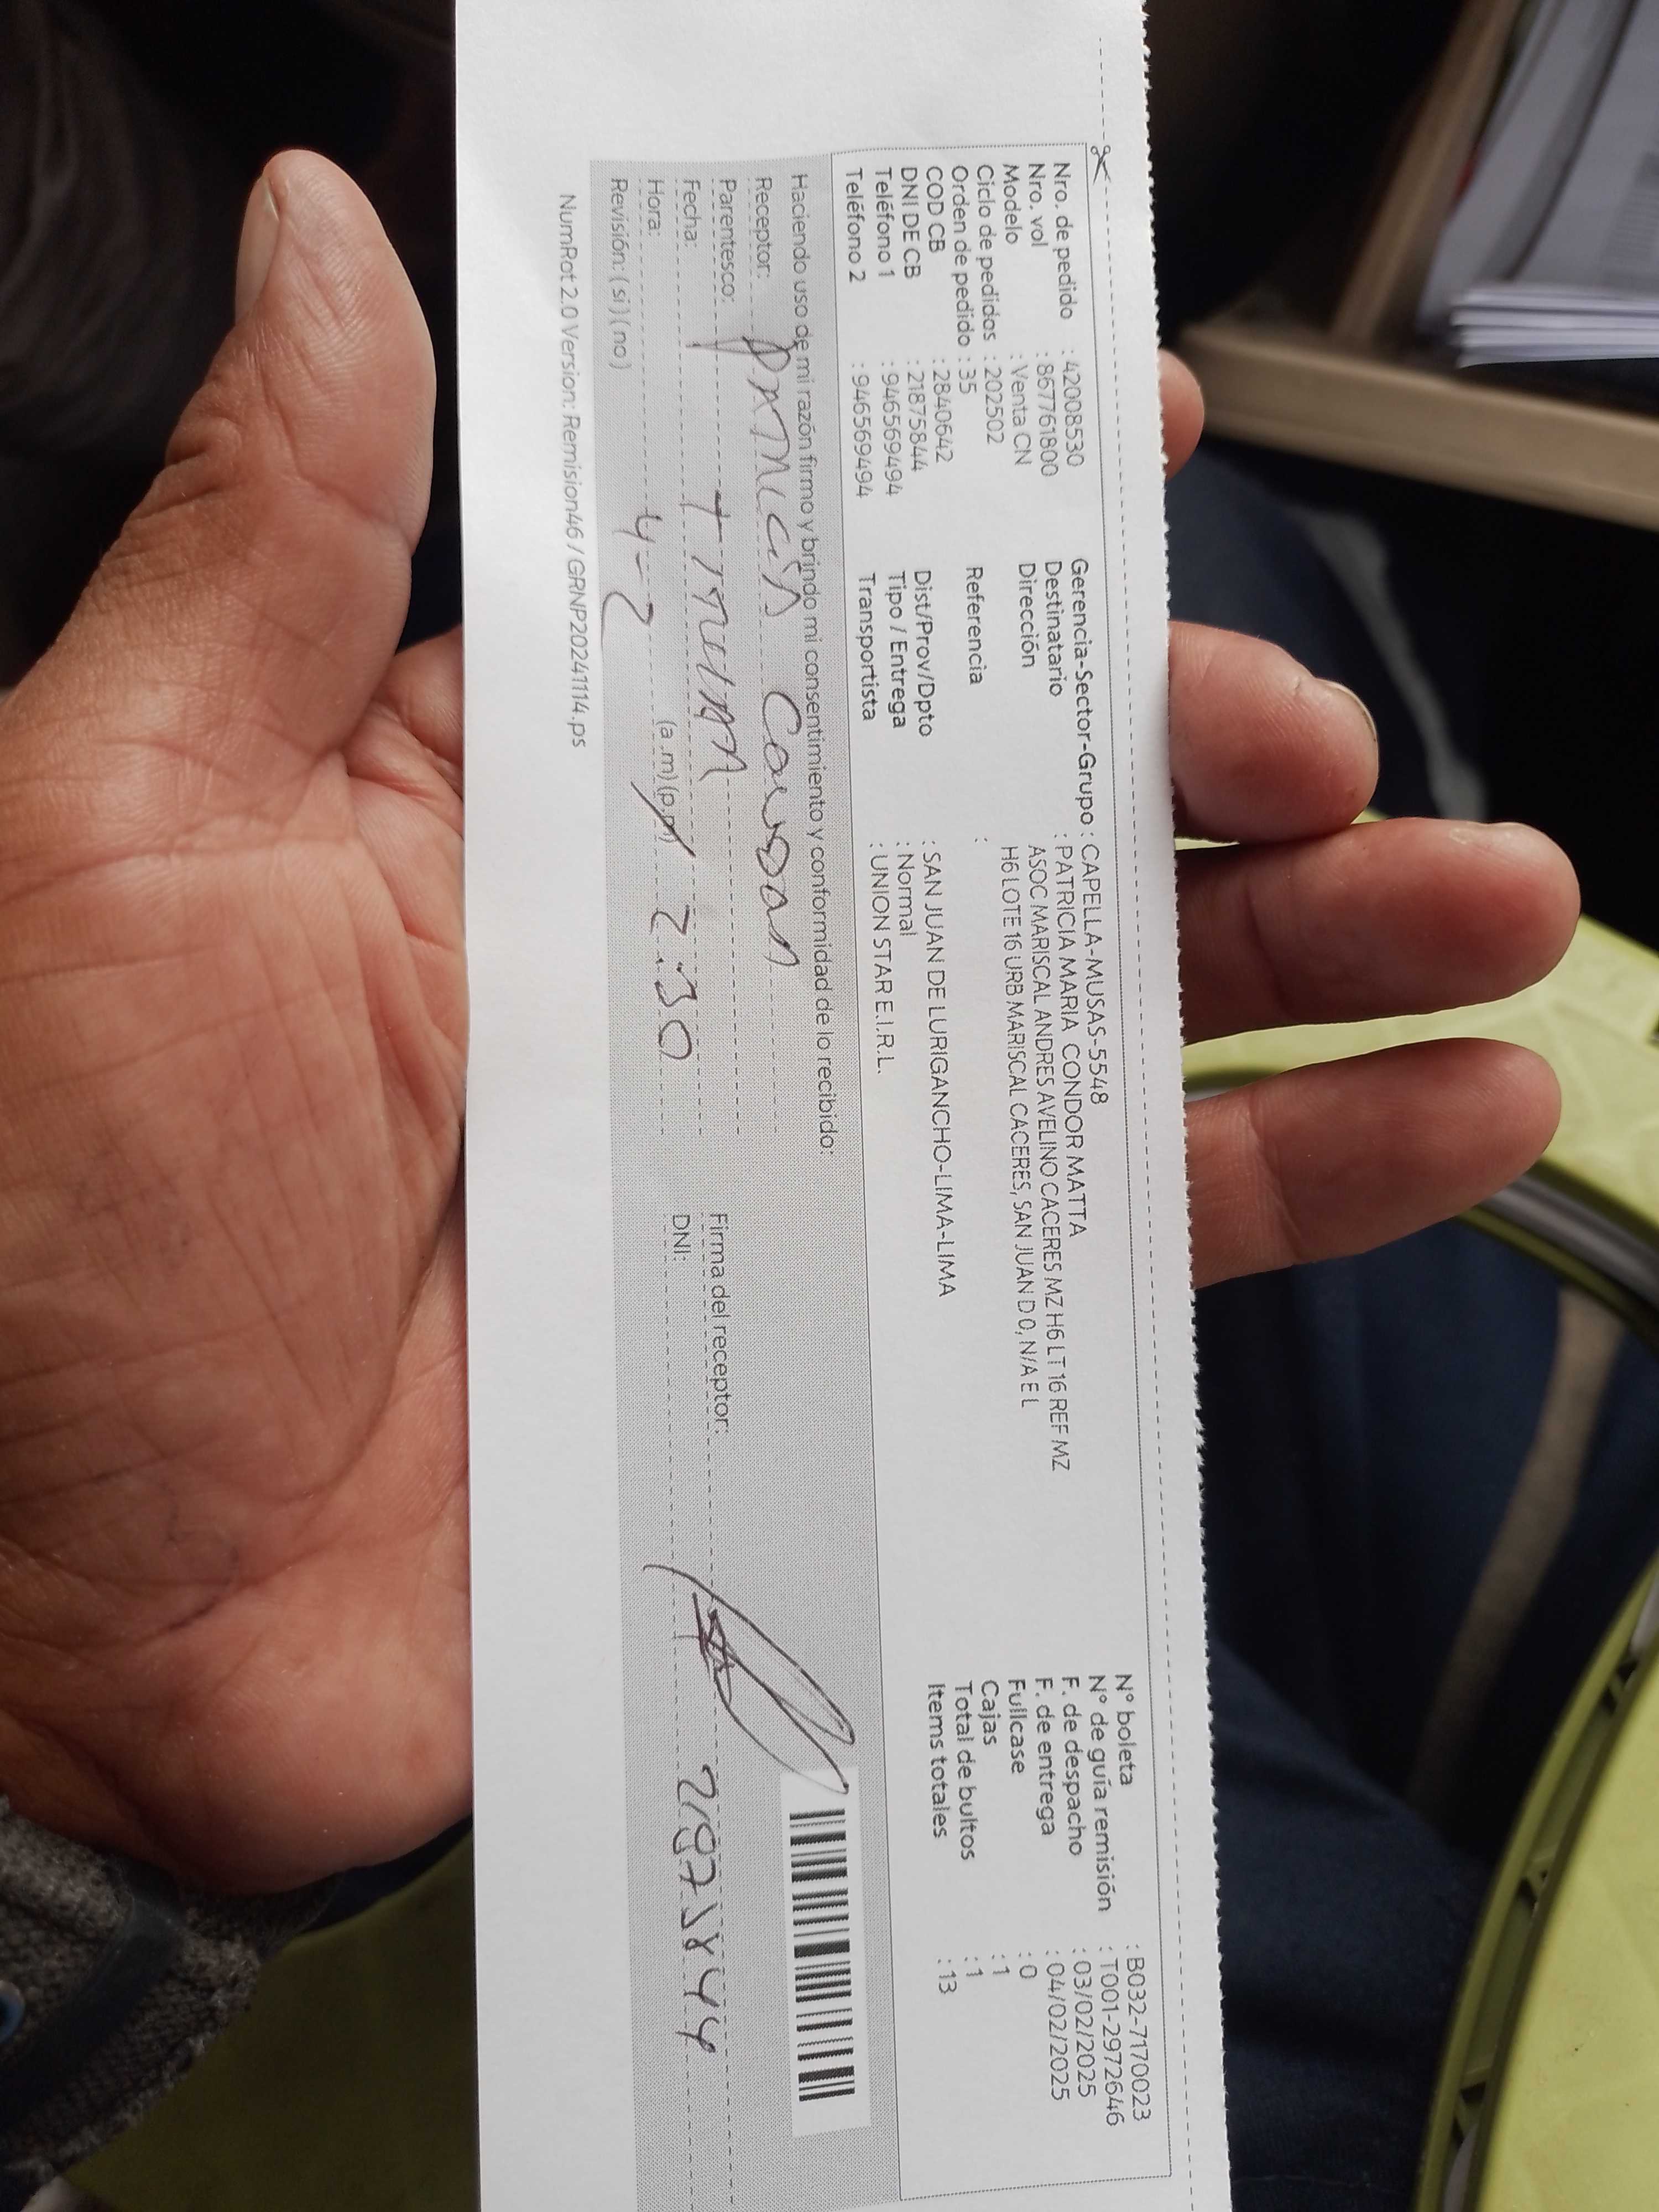 Nro. de pedido : 42008530
Nro. vol : 867761800
Modelo : Venta CN
Ciclo de pedidos : 202502
Orden de pedido : 35
COD CB : 2840642
DNI DE CB : 21875844
Teléfono 1 : 946569494
Teléfono 2 : 946569494
Gerencia-Sector-Grupo : CAPELLA-MUSAS-5548
Destinatario : PATRICIA MARIA CONDOR MATTA
Dirección ASOC MARISCAL ANDRES AVELINO CACERES MZ H6 LT 16 REF MZ
H6 LOTE 16 URB MARISCAL CACERES, SAN JUAN D 0, N/A E L
Referencia :
Dist/Prov/Dpto : SAN JUAN DE LURIGANCHO-LIMA-LIMA
Tipo / Entrega : Normal
Transportista : UNION STAR E.I.R.L.
N° boleta : B032-7170023
N° de guía remisión : T001-2972646
F. de despacho : 03/02/2025
F. de entrega : 04/02/2025
Fullcase : 0
Cajas : 1
Total de bultos : 1
Items totales : 13
Haciendo uso de mi razón firmo y brindo mi consentimiento y conformidad de lo recibido:
Receptor:
Parentesco:
Fecha: 4-2
Hora: (a.m)(p.m) 2.30
Revisión: ( si ) ( no )
Firma del receptor:
DNI: 21875844
NumRot 2.0 Version: Remision46 / GRNP20241114.ps